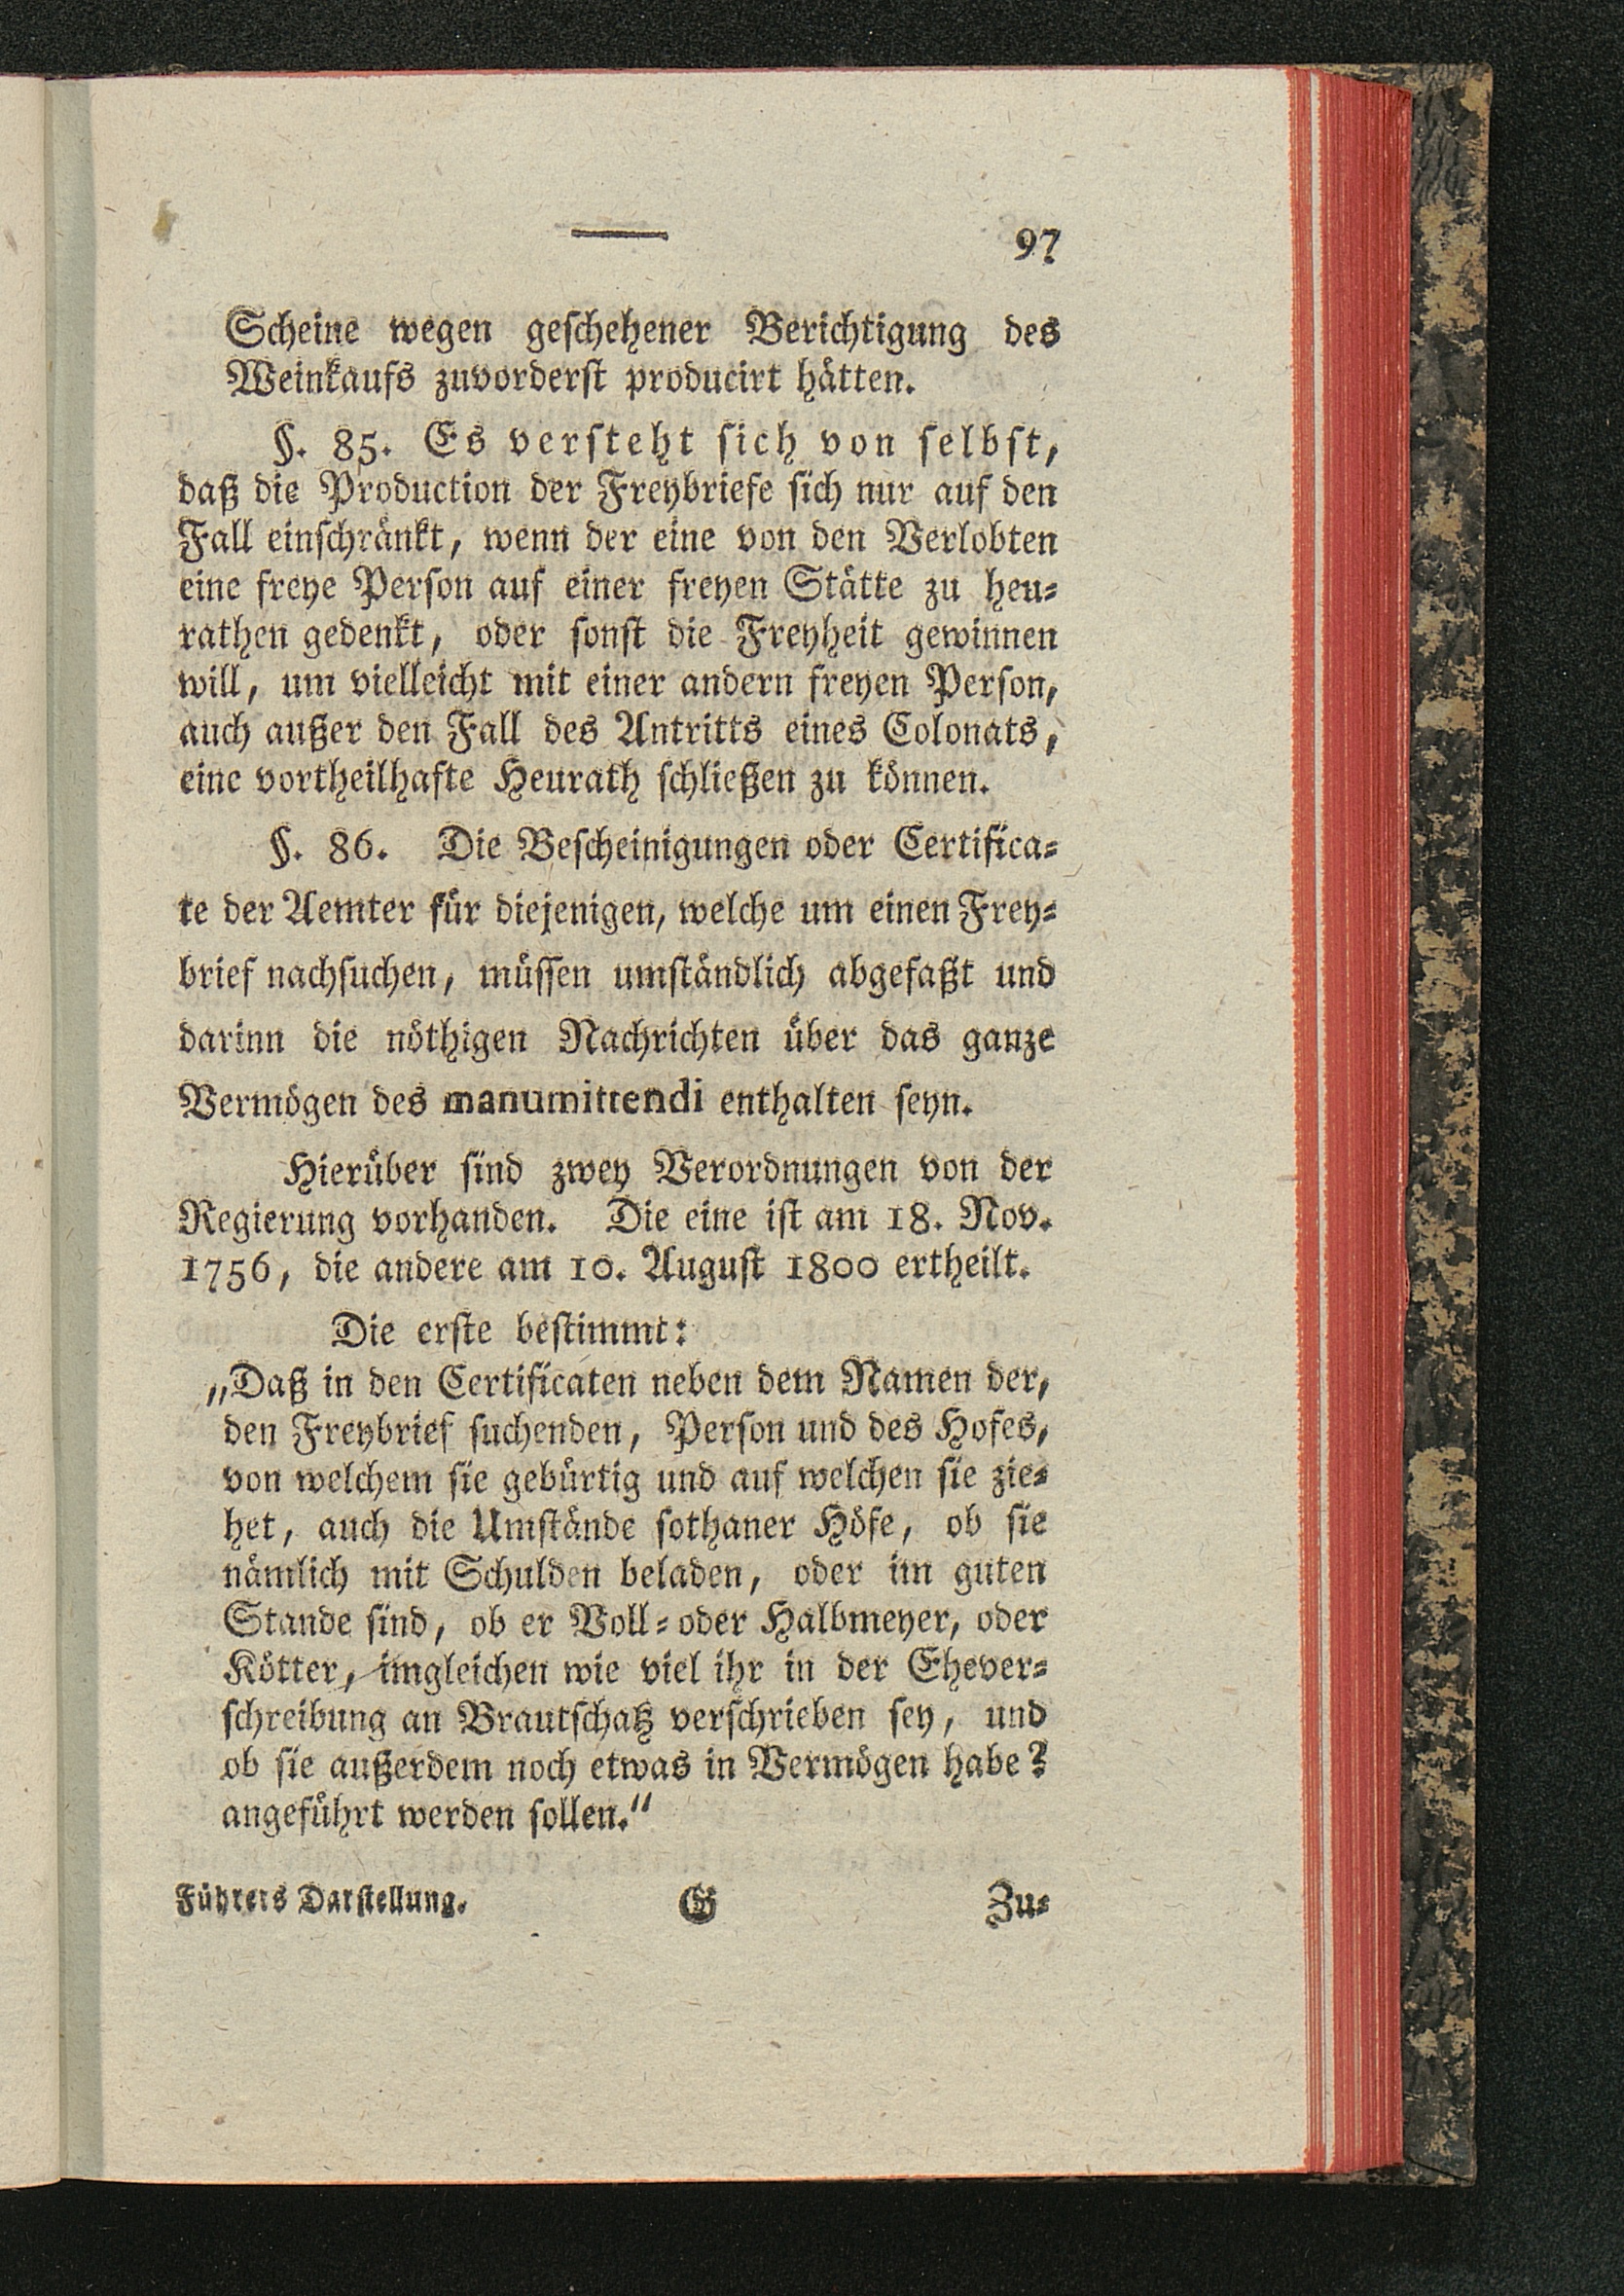 97
Scheine wegen geschehener Berichtigung des
Weinkaufs zuvorderst producirt hätten.
§. 85. Es versteht sich von selbst,
daß die Production der Freybriefe sich nur auf den
Fall einschränkt, wenn der eine von den Verlobten
eine freye Person auf einer freyen Stätte zu heu-
rathen gedenkt, oder sonst die Freyheit gewinnen
will, um vielleicht mit einer andern freyen Person,
auch außer den Fall des Antritts eines Colonats,
eine vortheilhafte Heurath schließen zu können.
§. 86. Die Bescheinigungen oder Certifica-
te der Aemter für diejenigen, welche um einen Frey-
brief nachsuchen, müssen umständlich abgefaßt und
darinn die nöthigen Nachrichten über das ganze
Vermögen des manumittendi enthalten seyn.
Hierüber sind zwey Verordnungen von der
Regierung vorhanden. Die eine ist am 18. Nov.
1756, die andere am 10. August 1800 ertheilt.
Die erste bestimmt:
„Daß in den Certificaten neben dem Namen der,
den Freybrief suchenden, Person und des Hofes,
von welchem sie gebürtig und auf welchen sie zie-
het, auch die Umstände sothaner Höfe, ob sie
nämlich mit Schulden beladen, oder im guten
Stande sind, ob er Voll- oder Halbmeyer, oder
Kötter, imgleichen wie viel ihr in der Ehever-
schreibung an Brautschatz verschrieben sey, und
ob sie außerdem noch etwas in Vermögen habe?
angeführt werden sollen.“
Führers Darstellung. G Zu-